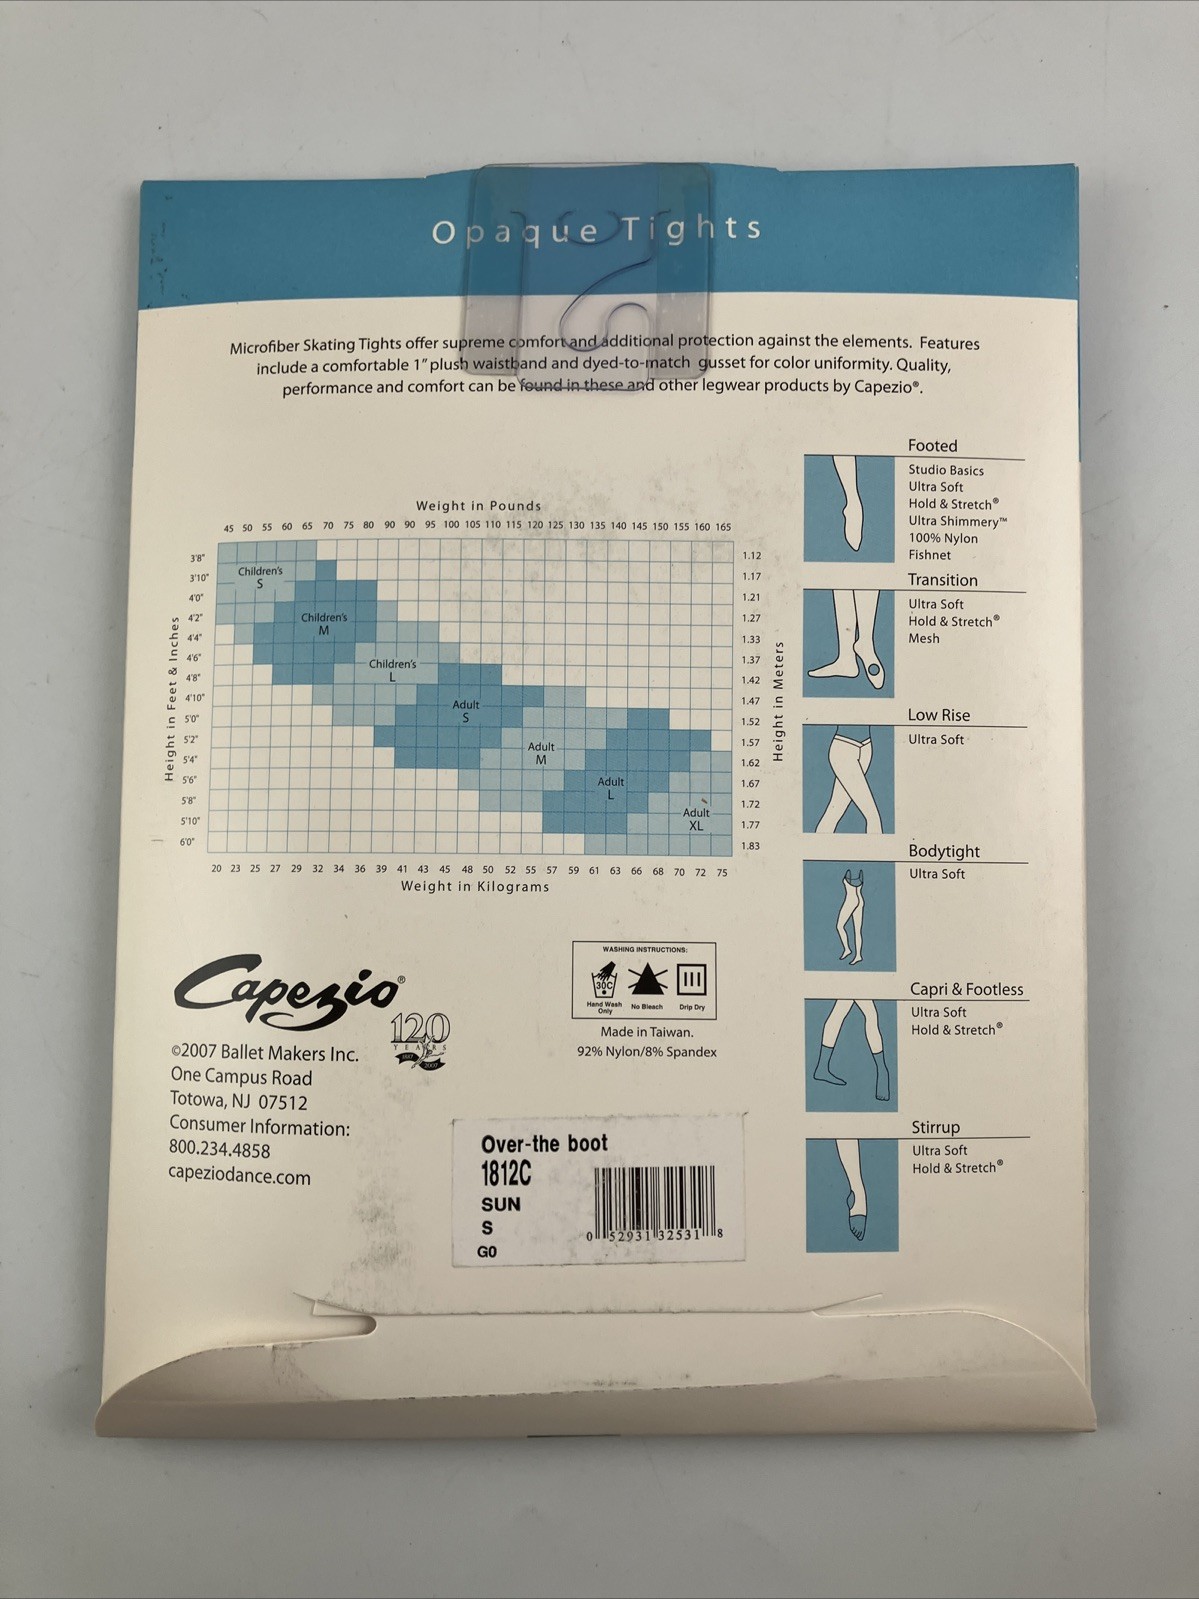 Opaque Tights
Microfiber Skating Tights offer supreme comfort and additional protection against the elements. Features
include a comfortable 1" plush waistband and dyed-to-match gusset for color uniformity. Quality,
performance and comfort can be found in these and other legwear products by Capezio®.
Weight in Pounds
45 50 55 60 65 70 75 80 90 90 95 100 105 110 115 120 125 130 135 140 145 150 155 160 165
Height in Feet & Inches
3'8"
3'10"
4'0"
4'2"
4'4"
4'6"
4'8"
4'10"
5'0"
5'2"
5'4"
5'6"
5'8"
5'10"
6'0"
Children's
S
Children's
M
Children's
L
Adult
S
Adult
M
Adult
L
Adult
XL
1.12
1.17
1.21
1.27
1.33
1.37
1.42
1.47
1.52
1.57
1.62
1.67
1.72
1.77
1.83
Height in Meters
20 23 25 27 29 32 34 36 39 41 43 45 48 50 52 55 57 59 61 63 66 68 70 72 75
Weight in Kilograms
Footed
Studio Basics
Ultra Soft
Hold & Stretch®
Ultra Shimmery™
100% Nylon
Fishnet
Transition
Ultra Soft
Hold & Stretch®
Mesh
Low Rise
Ultra Soft
Bodytight
Ultra Soft
Capri & Footless
Ultra Soft
Hold & Stretch®
Stirrup
Ultra Soft
Hold & Stretch®
Capezio®
120
YEARS
1887 2007
©2007 Ballet Makers Inc.
One Campus Road
Totowa, NJ 07512
Consumer Information:
800.234.4858
capeziodance.com
WASHING INSTRUCTIONS:
30C
Hand Wash
Only
No Bleach
Drip Dry
Made in Taiwan.
92% Nylon/8% Spandex
Over-the boot
1812C
SUN
S
G0
0 52931 32531 8